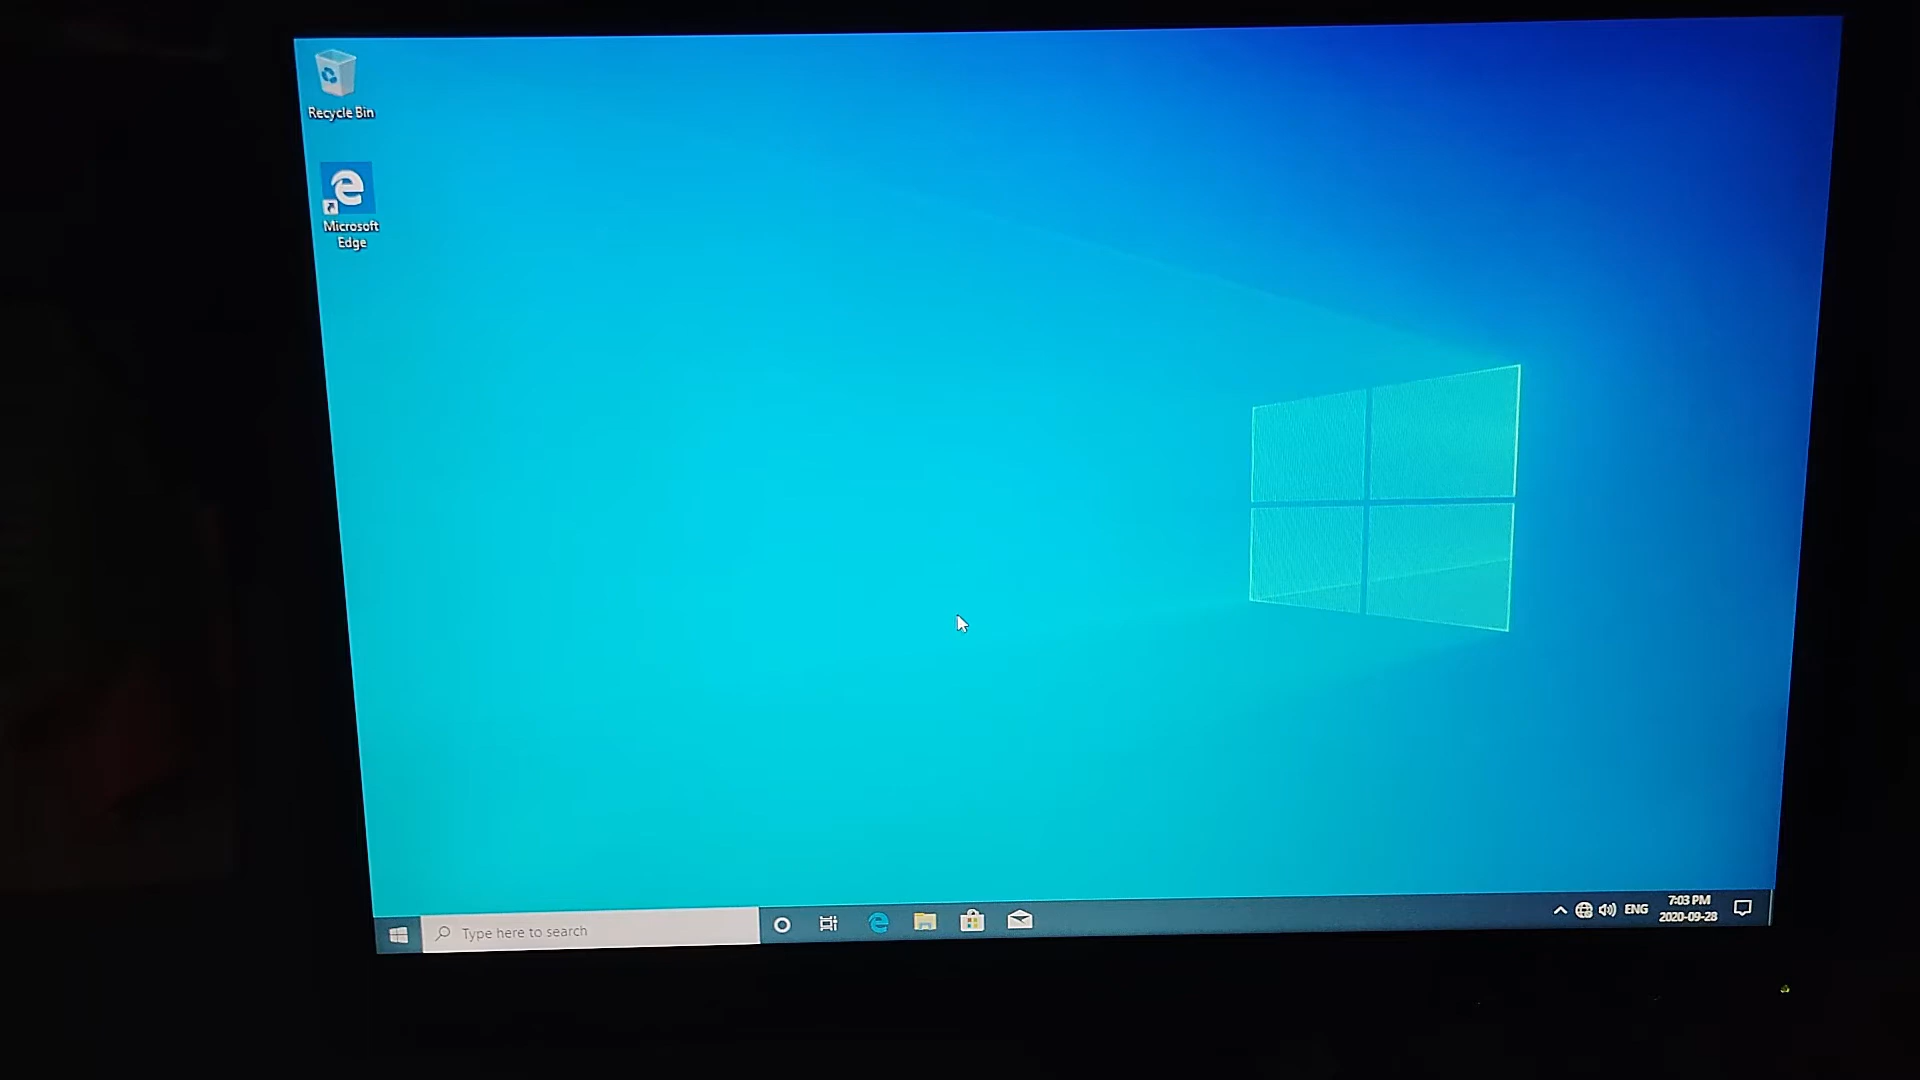 Recycle Bin
Microsoft
Edge
Type here to search
ENG
7:03 PM
2020-09-28